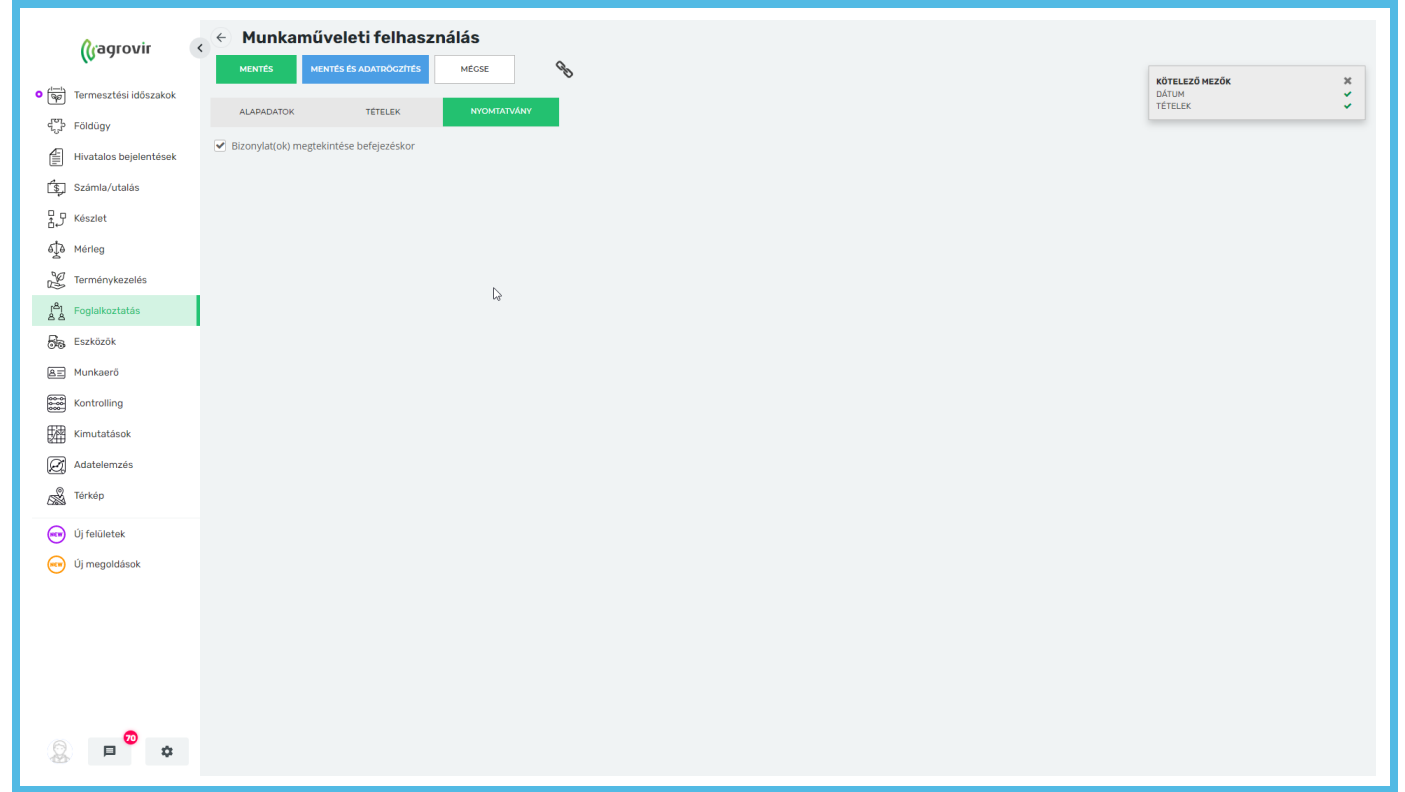 agrovir
Munkaműveleti felhasználás
MENTÉS
MENTÉS ÉS ADATRÖGZÍTÉS
MÉGSE
KÖTELEZŐ MEZŐK
DÁTUM
TÉTELEK
ALAPADATOK
TÉTELEK
NYOMTATVÁNY
Bizonylat(ok) megtekintése befejezéskor
Termesztési időszakok
Földügy
Hivatalos bejelentések
Számla/utalás
Készlet
Mérleg
Terménykezelés
Foglalkoztatás
Eszközök
Munkaerő
Kontrolling
Kimutatások
Adatelemzés
Térkép
NEW Új felületek
NEW Új megoldások
70